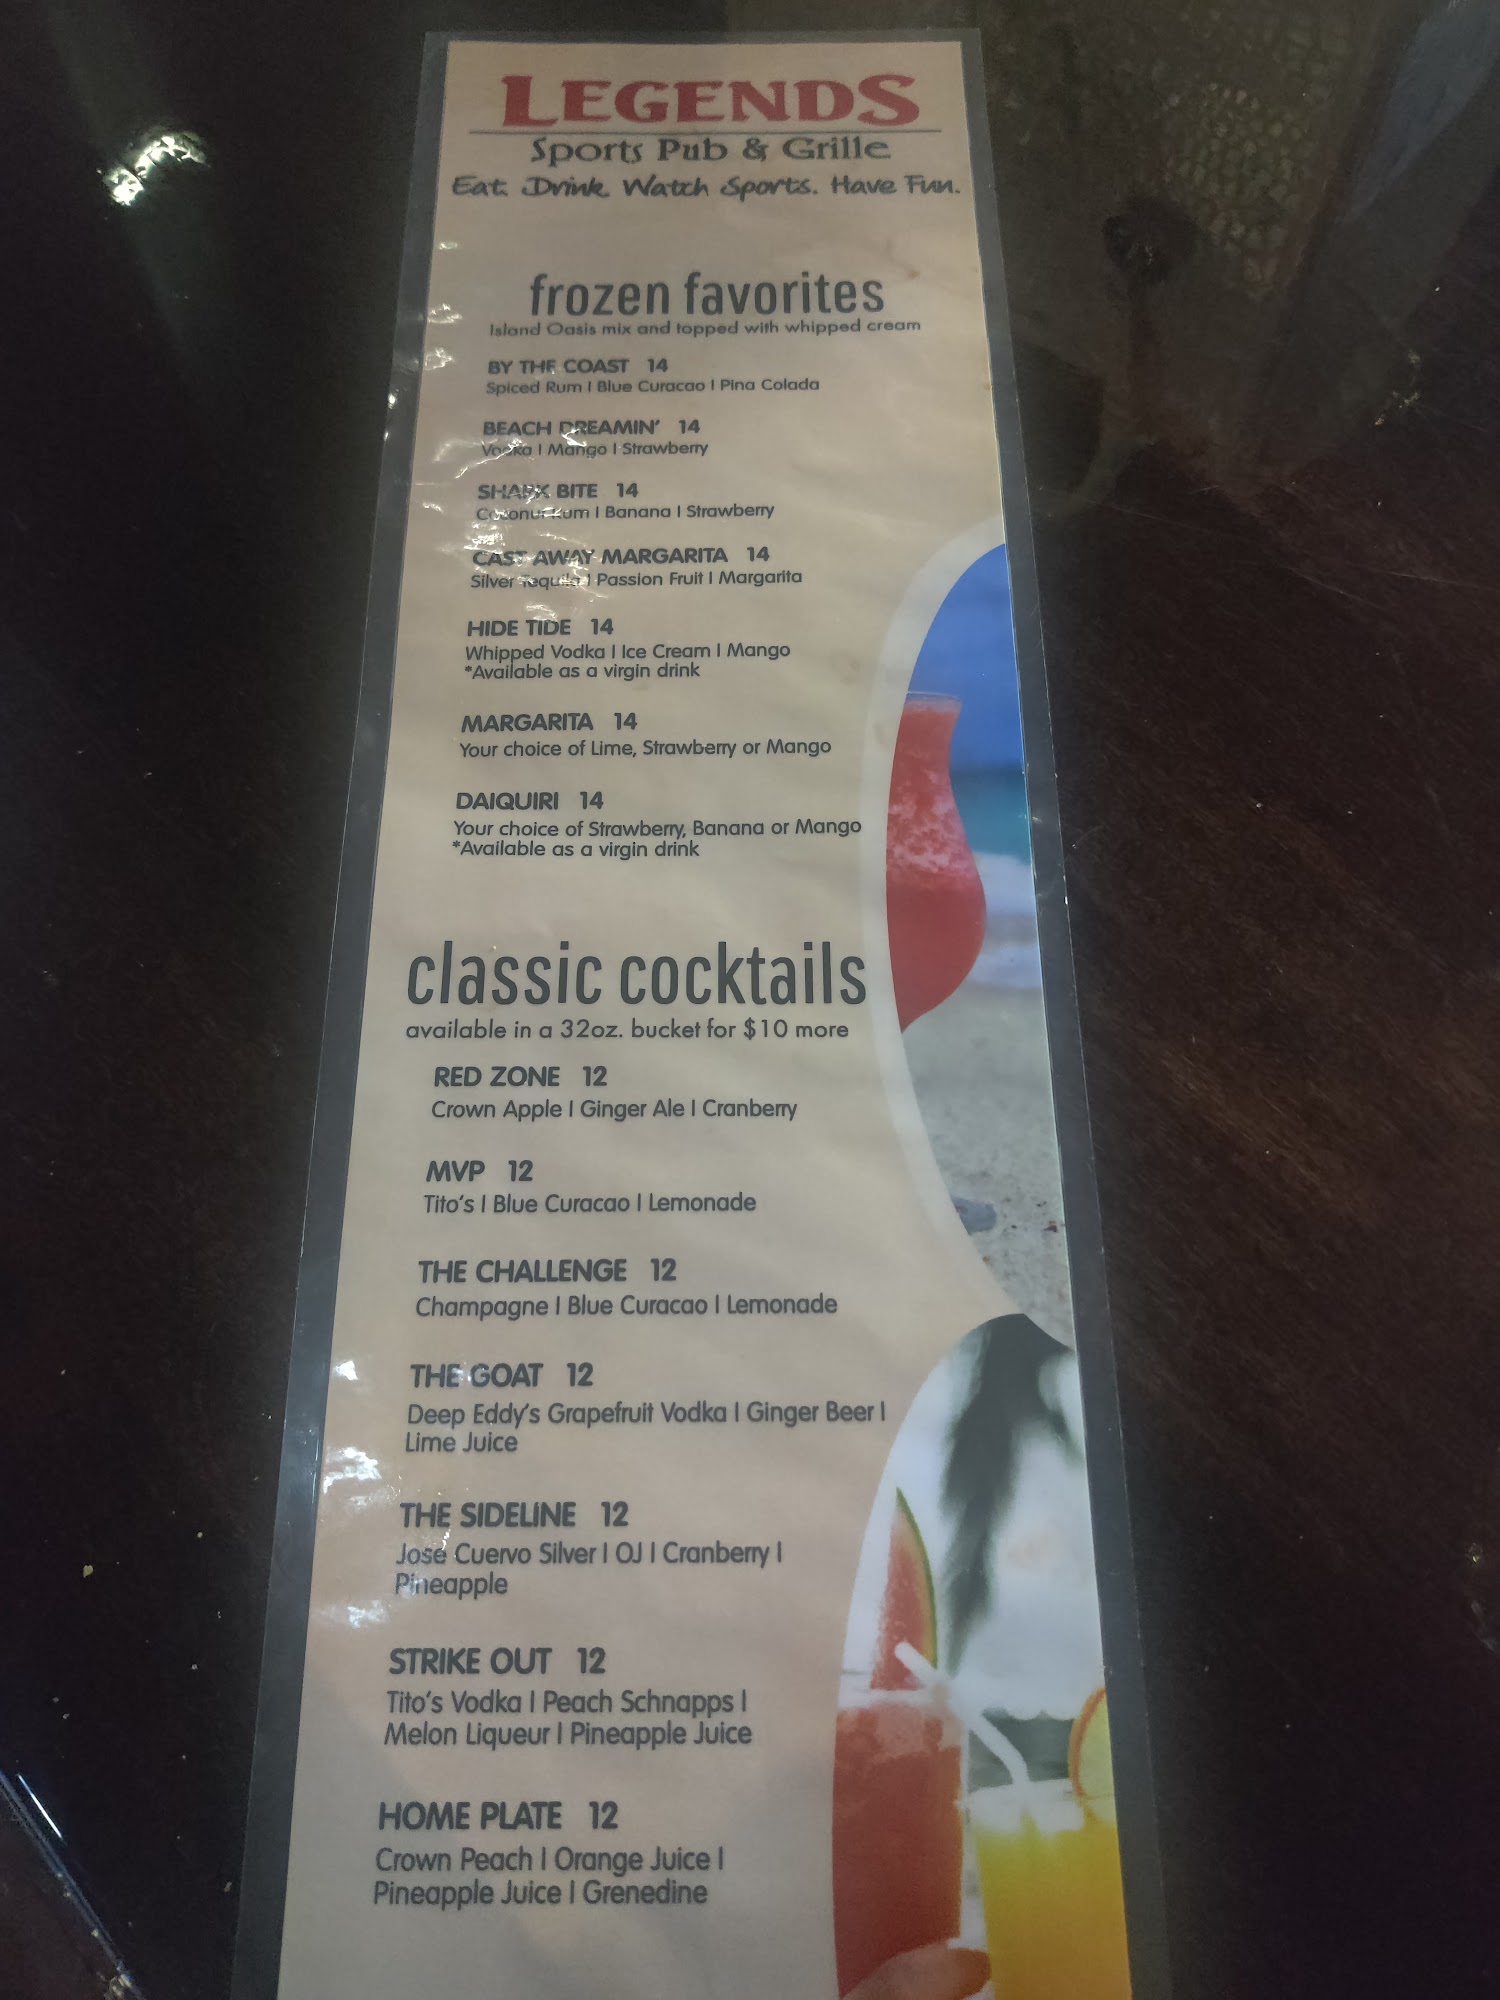 LEGENDS
Sports Pub & Grille
Eat. Drink. Watch Sports. Have Fun.
frozen favorites
Island Oasis mix and topped with whipped cream
BY THE COAST 14
Spiced Rum | Blue Curacao | Pina Colada
BEACH DREAMIN' 14
Vodka | Mango | Strawberry
SHARK BITE 14
Coconut Rum | Banana | Strawberry
CAST AWAY MARGARITA 14
Silver Tequila | Passion Fruit | Margarita
HIDE TIDE 14
Whipped Vodka | Ice Cream | Mango
*Available as a virgin drink
MARGARITA 14
Your choice of Lime, Strawberry or Mango
DAIQUIRI 14
Your choice of Strawberry, Banana or Mango
*Available as a virgin drink
classic cocktails
available in a 32oz. bucket for $10 more
RED ZONE 12
Crown Apple | Ginger Ale | Cranberry
MVP 12
Tito's | Blue Curacao | Lemonade
THE CHALLENGE 12
Champagne | Blue Curacao | Lemonade
THE GOAT 12
Deep Eddy's Grapefruit Vodka | Ginger Beer |
Lime Juice
THE SIDELINE 12
Jose Cuervo Silver | OJ | Cranberry |
Pineapple
STRIKE OUT 12
Tito's Vodka | Peach Schnapps |
Melon Liqueur | Pineapple Juice
HOME PLATE 12
Crown Peach | Orange Juice |
Pineapple Juice | Grenedine